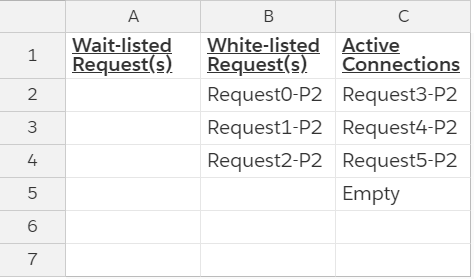 A B C
1 Wait-listed Request(s) White-listed Request(s) Active Connections
2 Request0-P2 Request3-P2
3 Request1-P2 Request4-P2
4 Request2-P2 Request5-P2
5 Empty
6
7